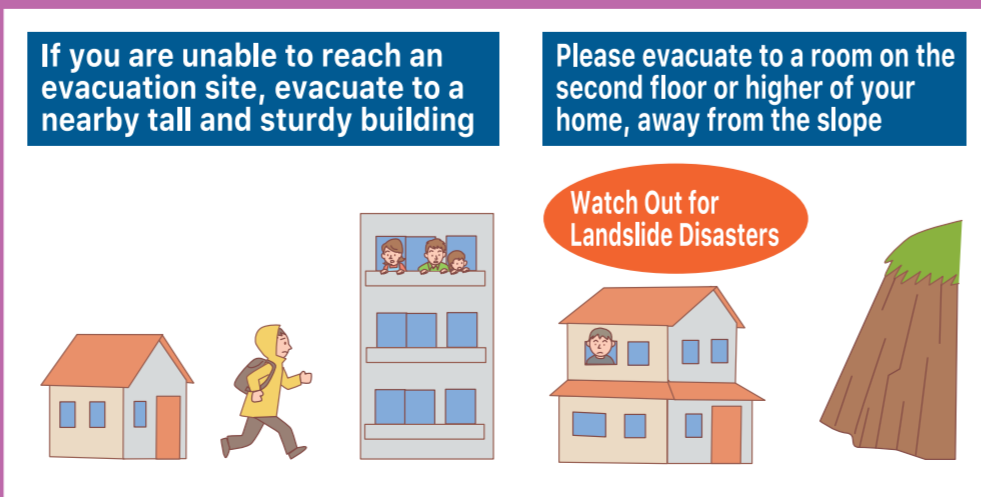 If you are unable to reach an
evacuation site, evacuate to a
nearby tall and sturdy building
Please evacuate to a room on the
second floor or higher of your
home, away from the slope
Watch Out for
Landslide Disasters